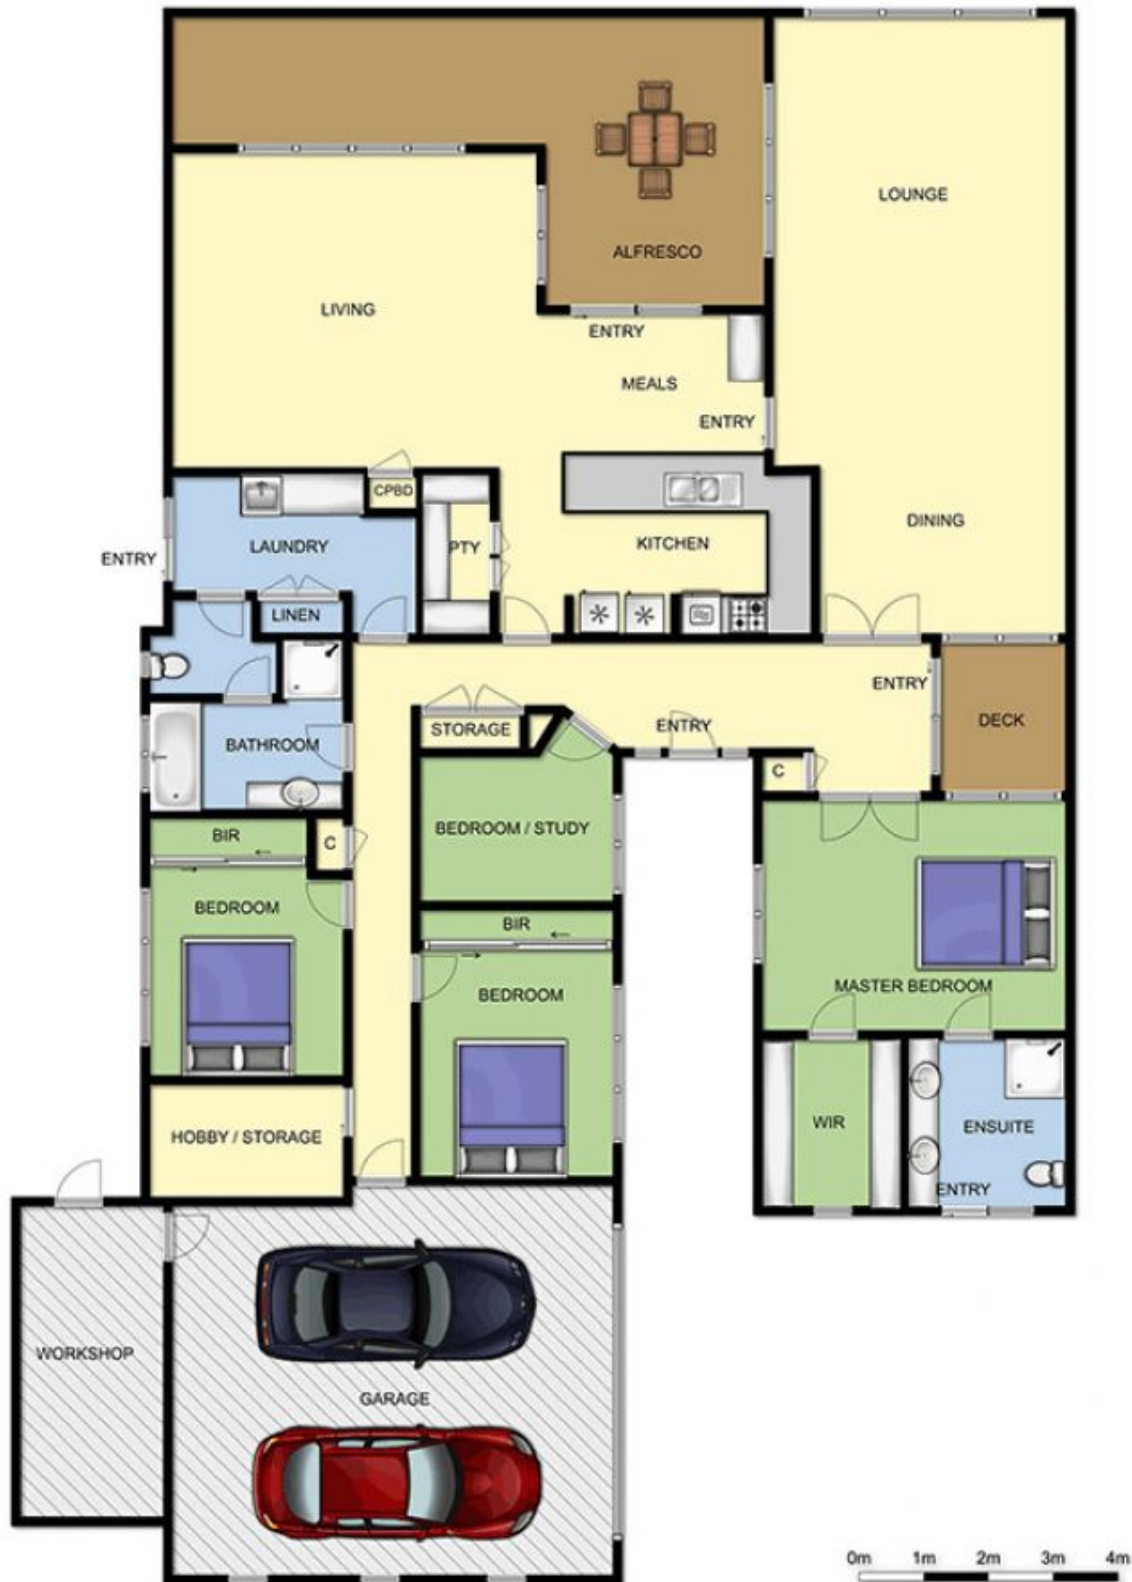 LOUNGE
ALFRESCO
LIVING
ENTRY
MEALS
ENTRY
CPBD
DINING
KITCHEN
PTY
LAUNDRY
ENTRY
LINEN
ENTRY
DECK
STORAGE
ENTRY
BATHROOM
C
BEDROOM / STUDY
BIR
C
BEDROOM
BIR
MASTER BEDROOM
BEDROOM
WIR
ENSUITE
HOBBY / STORAGE
ENTRY
WORKSHOP
GARAGE
0m 1m 2m 3m 4m